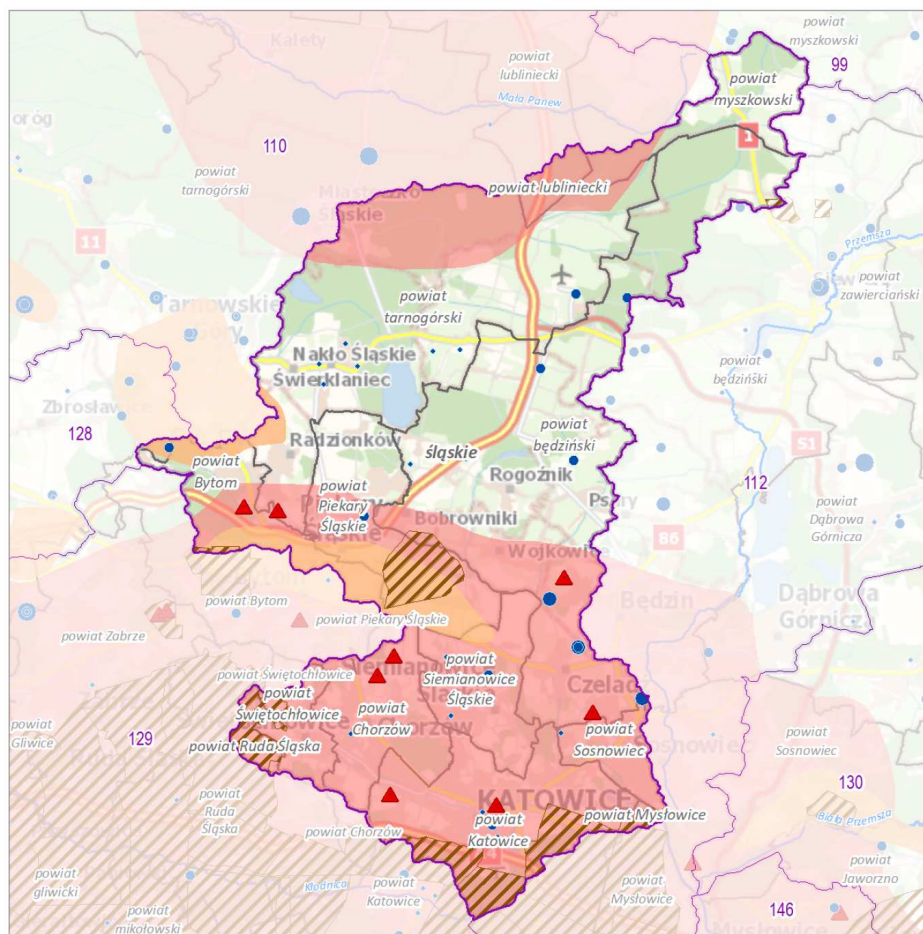 Kalety
powiat
myszkowski
99
powiat
lubliniecki
powiat
myszkowski
Mała Panew
1
110
powiat
tarnogórski
Miasteczko
Śląskie
powiat lubliniecki
11
Przemsza
powiat
zawierciański
Tarnowskie
Góry
powiat
tarnogórski
Nakło Śląskie
Świerklaniec
powiat
będziński
Zbrosławice
128
Radzionków
śląskie
powiat
będziński
S1
powiat
Bytom
Rogoźnik
112
powiat
Piekary
Śląskie
Psary
powiat
Dąbrowa
Górnicza
Bobrowniki
86
Wojkowice
Będzin
Dąbrowa
Górnicza
powiat Bytom
powiat Piekary Śląskie
powiat Zabrze
powiat Świętochłowice
powiat
Siemianowice
Śląskie
Czeladź
powiat
Świętochłowice
powiat
Chorzów
Chorzów
powiat
Gliwice
129
powiat Ruda Śląska
powiat
Sosnowiec
Sosnowiec
powiat
Sosnowiec
130
powiat
Ruda
Śląska
KATOWICE
powiat Mysłowice
powiat Chorzów
powiat
Katowice
Biała Przemsza
powiat
gliwicki
Kłodnica
powiat
Katowice
powiat
Mysłowice
powiat
Jaworzno
powiat
mikołowski
146
Mysłowice